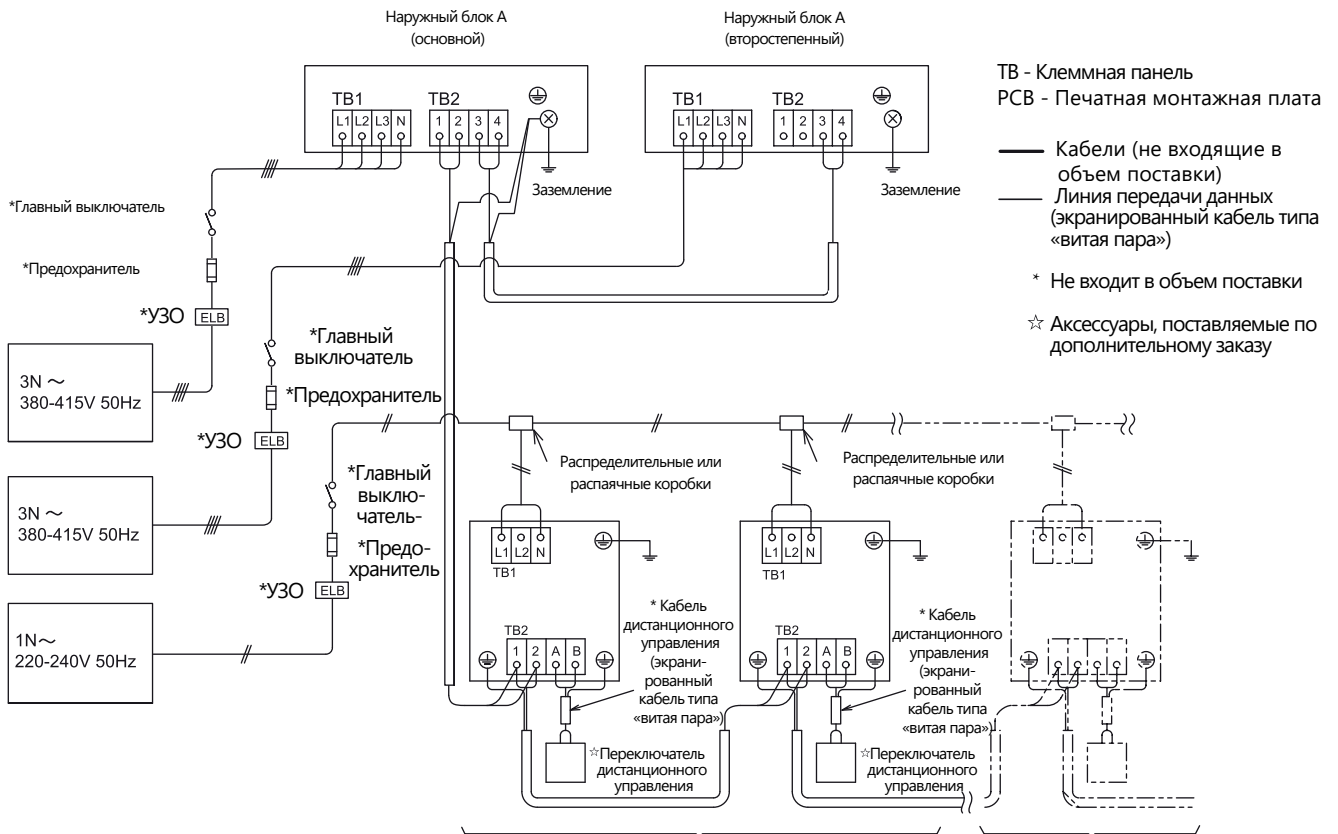 Наружный блок А
(основной)
Наружный блок А
(второстепенный)
TB1
TB2
L1 L2 L3 N
1 2 3 4
Заземление
TB1
TB2
L1 L2 L3 N
1 2 3 4
Заземление
ТВ - Клеммная панель
РСВ - Печатная монтажная плата
Кабели (не входящие в
объем поставки)
Линия передачи данных
(экранированный кабель типа
«витая пара»)
* Не входит в объем поставки
☆ Аксессуары, поставляемые по
дополнительному заказу
*Главный выключатель
*Предохранитель
*УЗО ELB
3N ~
380-415V 50Hz
*Главный
выключатель
*Предохранитель
*УЗО ELB
3N ~
380-415V 50Hz
*Главный
выклю-
чатель-
*Предо-
хранитель
*УЗО ELB
1N~
220-240V 50Hz
Распределительные или
распаячные коробки
Распределительные или
распаячные коробки
L1 L2 N
TB1
TB2
1 2 A B
* Кабель
дистанционного
управления
(экрани-
рованный
кабель типа
«витая пара»)
☆Переключатель
дистанционного
управления
L1 L2 N
TB1
TB2
1 2 A B
* Кабель
дистанционного
управления
(экрани-
рованный
кабель типа
«витая пара»)
☆Переключатель
дистанционного
управления